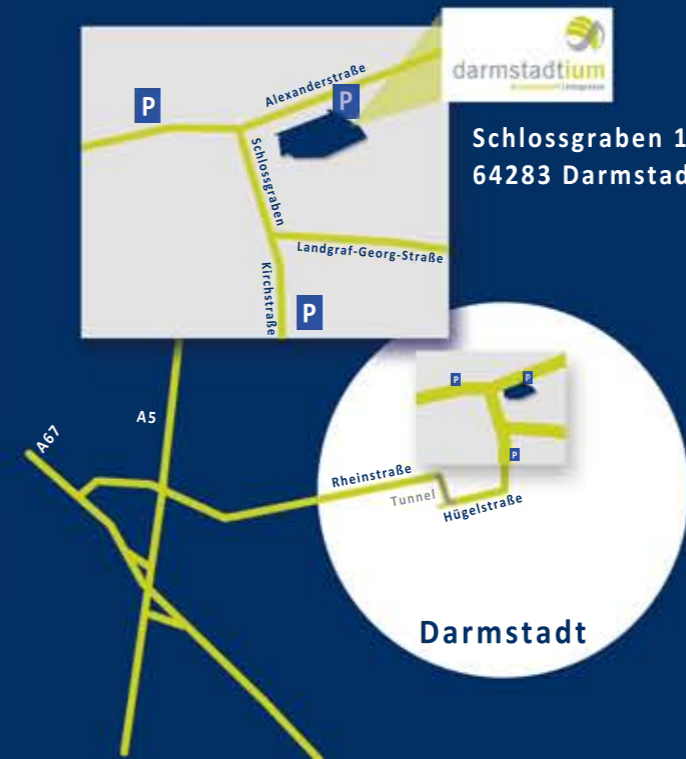 darmstadtium
Schlossgraben 1
64283 Darmstad
P
P
Alexanderstraße
Schlossgraben
Landgraf-Georg-Straße
Kirchstraße
P
A67
A5
P
P
P
Rheinstraße
Tunnel
Hügelstraße
Darmstadt